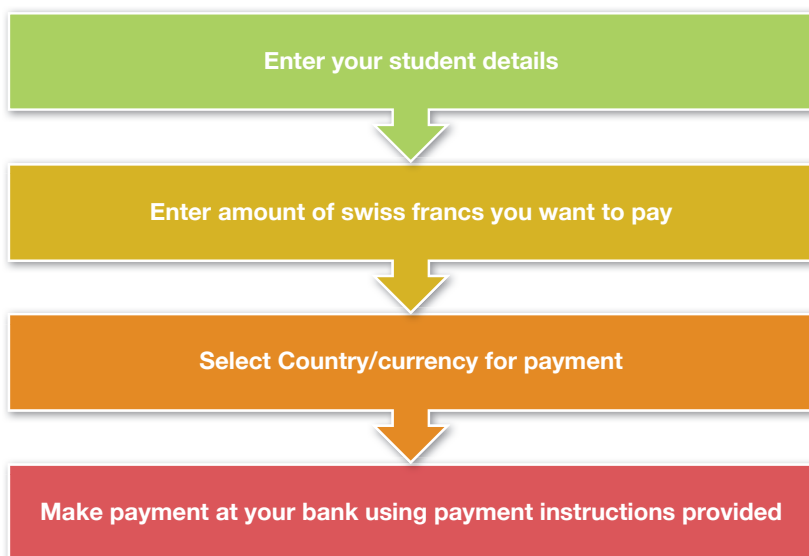 Enter your student details
Enter amount of swiss francs you want to pay
Select Country/currency for payment
Make payment at your bank using payment instructions provided